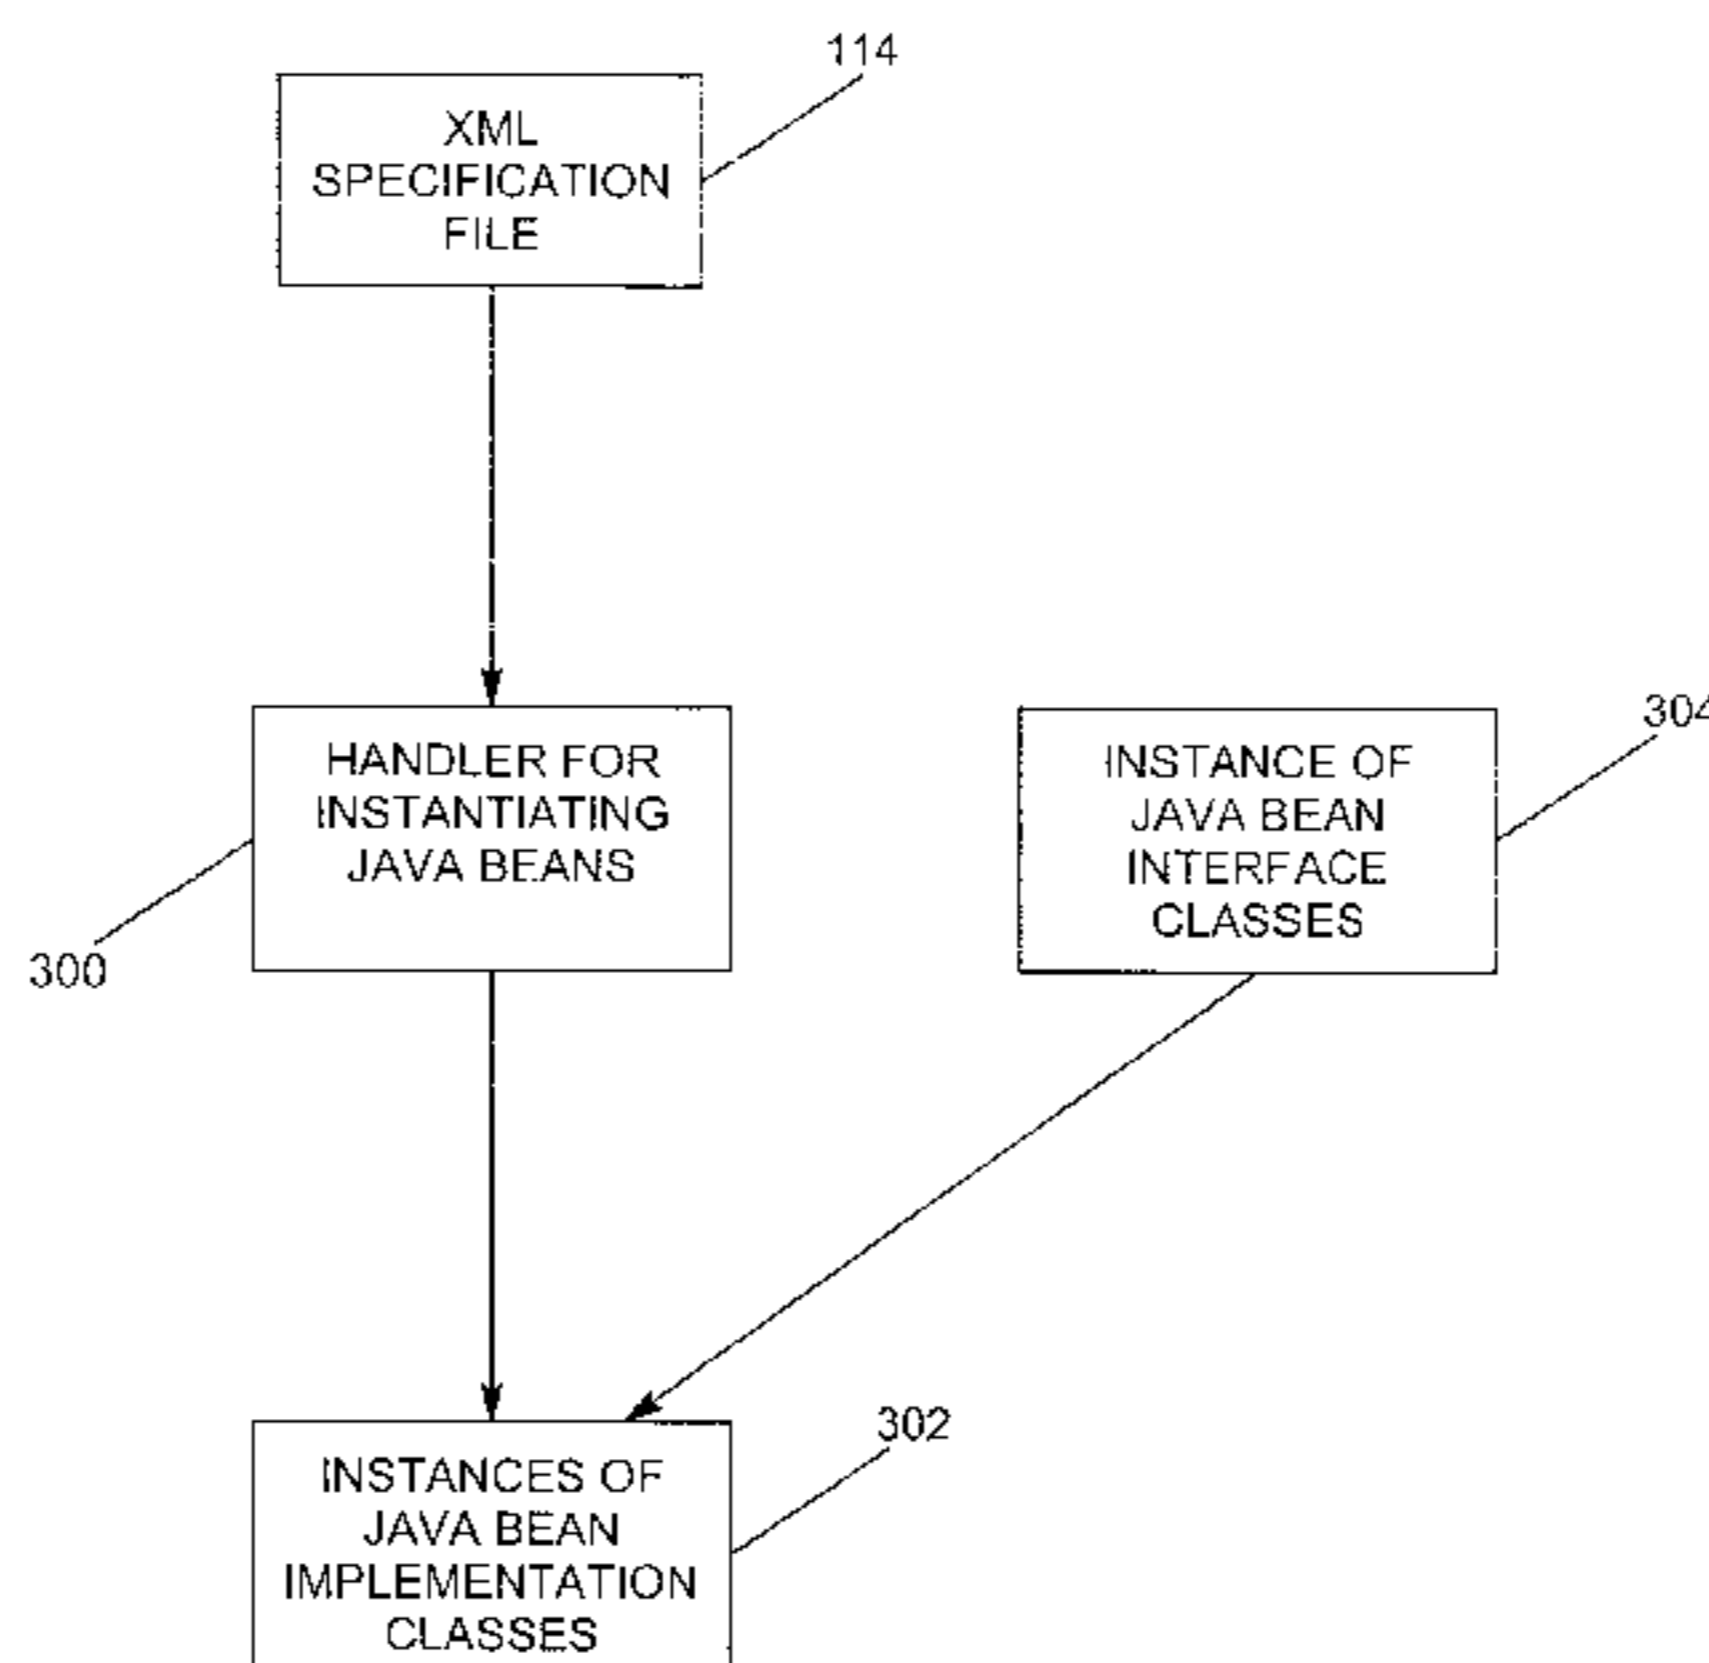 114
XML
SPECIFICATION
FILE
HANDLER FOR
INSTANTIATING
JAVA BEANS
300
304
INSTANCE OF
JAVA BEAN
INTERFACE
CLASSES
302
INSTANCES OF
JAVA BEAN
IMPLEMENTATION
CLASSES